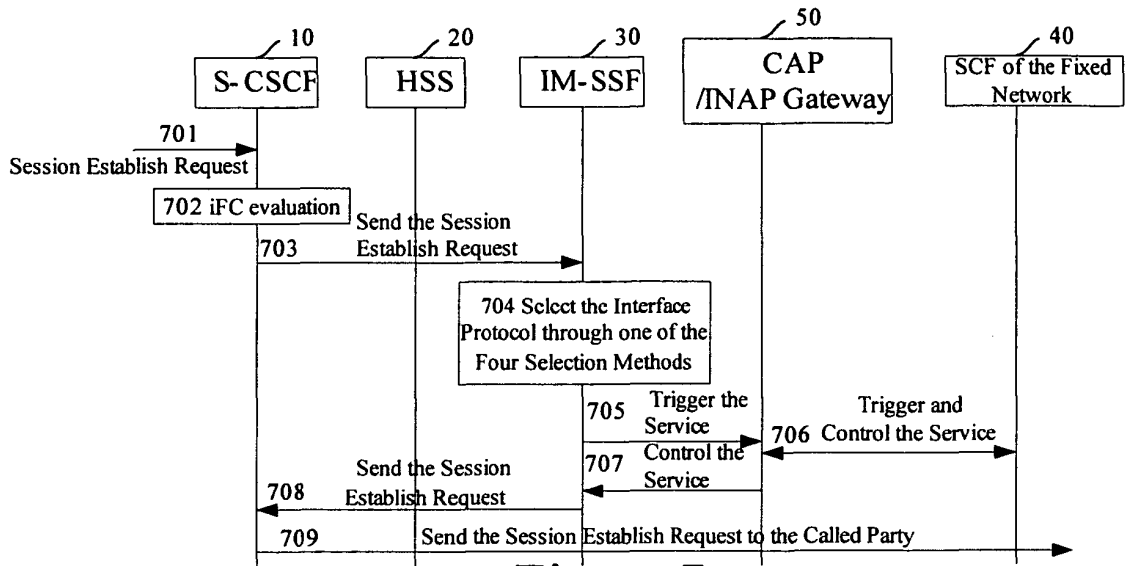 10
20
30
50
40
S-CSCF
HSS
IM-SSF
CAP
/INAP Gateway
SCF of the Fixed
Network
701
Session Establish Request
702 iFC evaluation
703
Send the Session
Establish Request
704 Select the Interface
Protocol through one of the
Four Selection Methods
705
Trigger the
Service
706
Trigger and
Control the Service
707
Control the
Service
708
Send the Session
Establish Request
709
Send the Session Establish Request to the Called Party